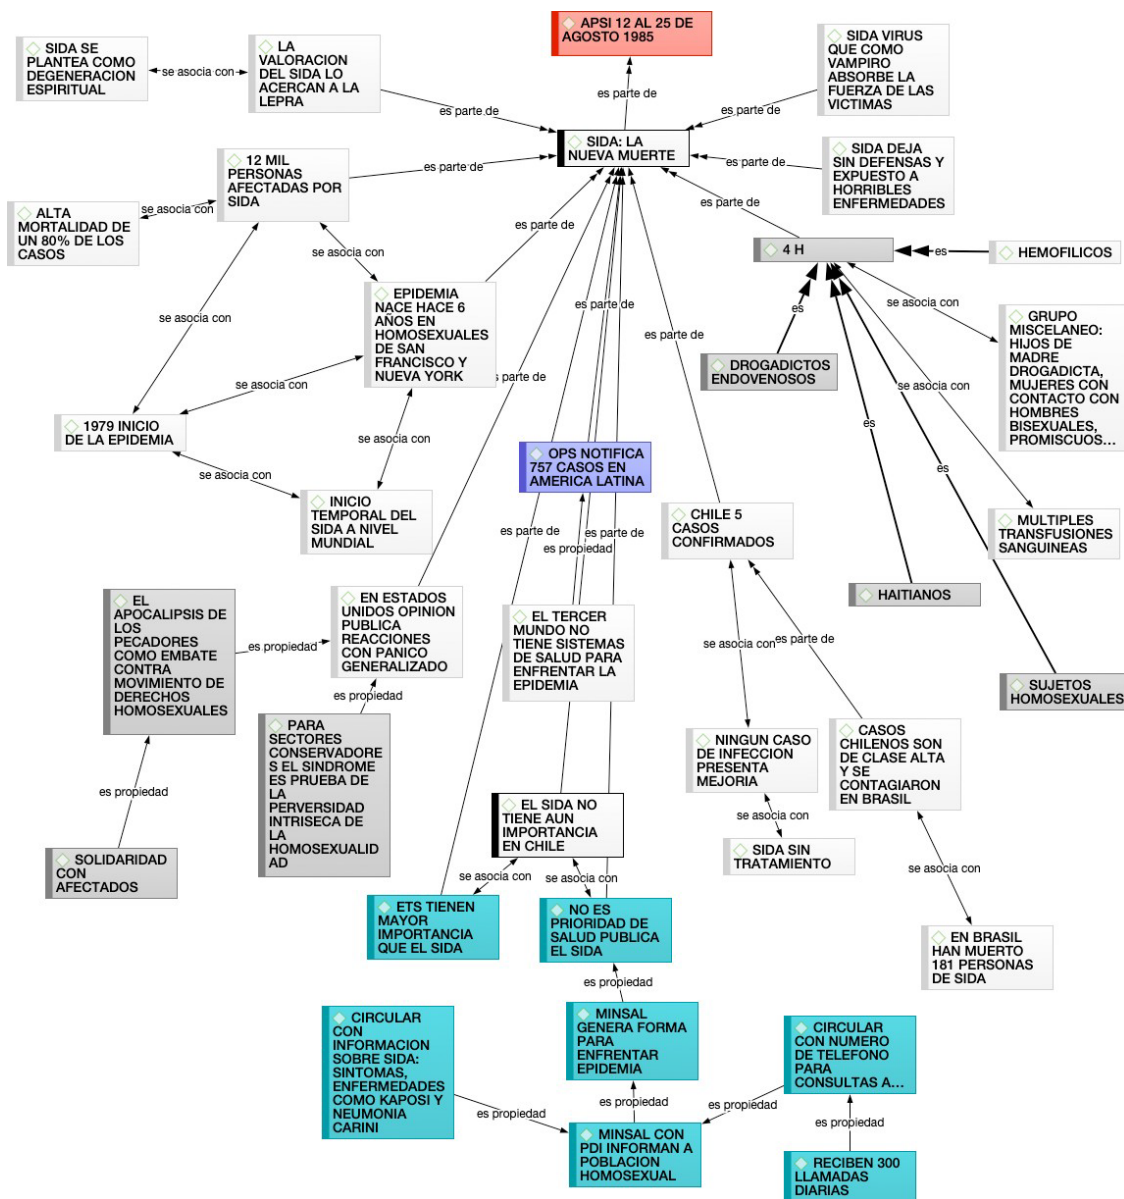 APSI 12 AL 25 DE
AGOSTO 1985
SIDA SE
PLANTEA COMO
DEGENERACION
ESPIRITUAL
se asocia con
LA
VALORACION
DEL SIDA LO
ACERCAN A LA
LEPRA
es parte de
es parte de
es parte de
SIDA VIRUS
QUE COMO
VAMPIRO
ABSORBE LA
FUERZA DE LAS
VICTIMAS
SIDA: LA
NUEVA MUERTE
12 MIL
PERSONAS
AFECTADAS POR
SIDA
es parte de
es parte de
SIDA DEJA
SIN DEFENSAS Y
EXPUESTO A
HORRIBLES
ENFERMEDADES
ALTA
MORTALIDAD DE
UN 80% DE LOS
CASOS
se asocia con
es parte de
es parte de
4 H
es
HEMOFILICOS
se asocia con
EPIDEMIA
NACE HACE 6
AÑOS EN
HOMOSEXUALES
DE SAN
FRANCISCO Y
NUEVA YORK
se asocia con
es parte de
es parte de
es
se asocia con
GRUPO
MISCELANEO:
HIJOS DE
MADRE
DROGADICTA,
MUJERES CON
CONTACTO CON
HOMBRES
BISEXUALES,
PROMISCUOS...
DROGADICTOS
ENDOVENOSOS
se asocia con
s parte de
se asocia con
1979 INICIO
DE LA EPIDEMIA
se asocia con
es
OPS NOTIFICA
757 CASOS EN
AMERICA LATINA
se asocia con
es
INICIO
TEMPORAL DEL
SIDA A NIVEL
MUNDIAL
CHILE 5
CASOS
CONFIRMADOS
MULTIPLES
TRANSFUSIONES
SANGUINEAS
es parte de
es parte de
es propiedad
EL
APOCALIPSIS DE
LOS
PECADORES
COMO EMBATE
CONTRA
MOVIMIENTO DE
DERECHOS
HOMOSEXUALES
es propiedad
EN ESTADOS
UNIDOS OPINION
PUBLICA
REACCIONES
CON PANICO
GENERALIZADO
EL TERCER
MUNDO NO
TIENE SISTEMAS
DE SALUD PARA
ENFRENTAR LA
EPIDEMIA
HAITIANOS
se asocia con
es parte de
es propiedad
SUJETOS
HOMOSEXUALES
PARA
SECTORES
CONSERVADORE
S EL SINDROME
ES PRUEBA DE
LA
PERVERSIDAD
INTRISECA DE
LA
HOMOSEXUALID
AD
NINGUN CASO
DE INFECCION
PRESENTA
MEJORIA
CASOS
CHILENOS SON
DE CLASE ALTA
Y SE
CONTAGIARON
EN BRASIL
es propiedad
EL SIDA NO
TIENE AUN
IMPORTANCIA
EN CHILE
se asocia con
SOLIDARIDAD
CON
AFECTADOS
SIDA SIN
TRATAMIENTO
se asocia con
se asocia con
se asocia con
ETS TIENEN
MAYOR
IMPORTANCIA
QUE EL SIDA
NO ES
PRIORIDAD DE
SALUD PUBLICA
EL SIDA
EN BRASIL
HAN MUERTO
181 PERSONAS
DE SIDA
es propiedad
CIRCULAR
CON
INFORMACION
SOBRE SIDA:
SINTOMAS,
ENFERMEDADES
COMO KAPOSI Y
NEUMONIA
CARINI
MINSAL
GENERA FORMA
PARA
ENFRENTAR
EPIDEMIA
CIRCULAR
CON NUMERO
DE TELEFONO
PARA
CONSULTAS A...
es propiedad
es propiedad
es propiedad
es propiedad
MINSAL CON
PDI INFORMAN A
POBLACION
HOMOSEXUAL
RECIBEN 300
LLAMADAS
DIARIAS